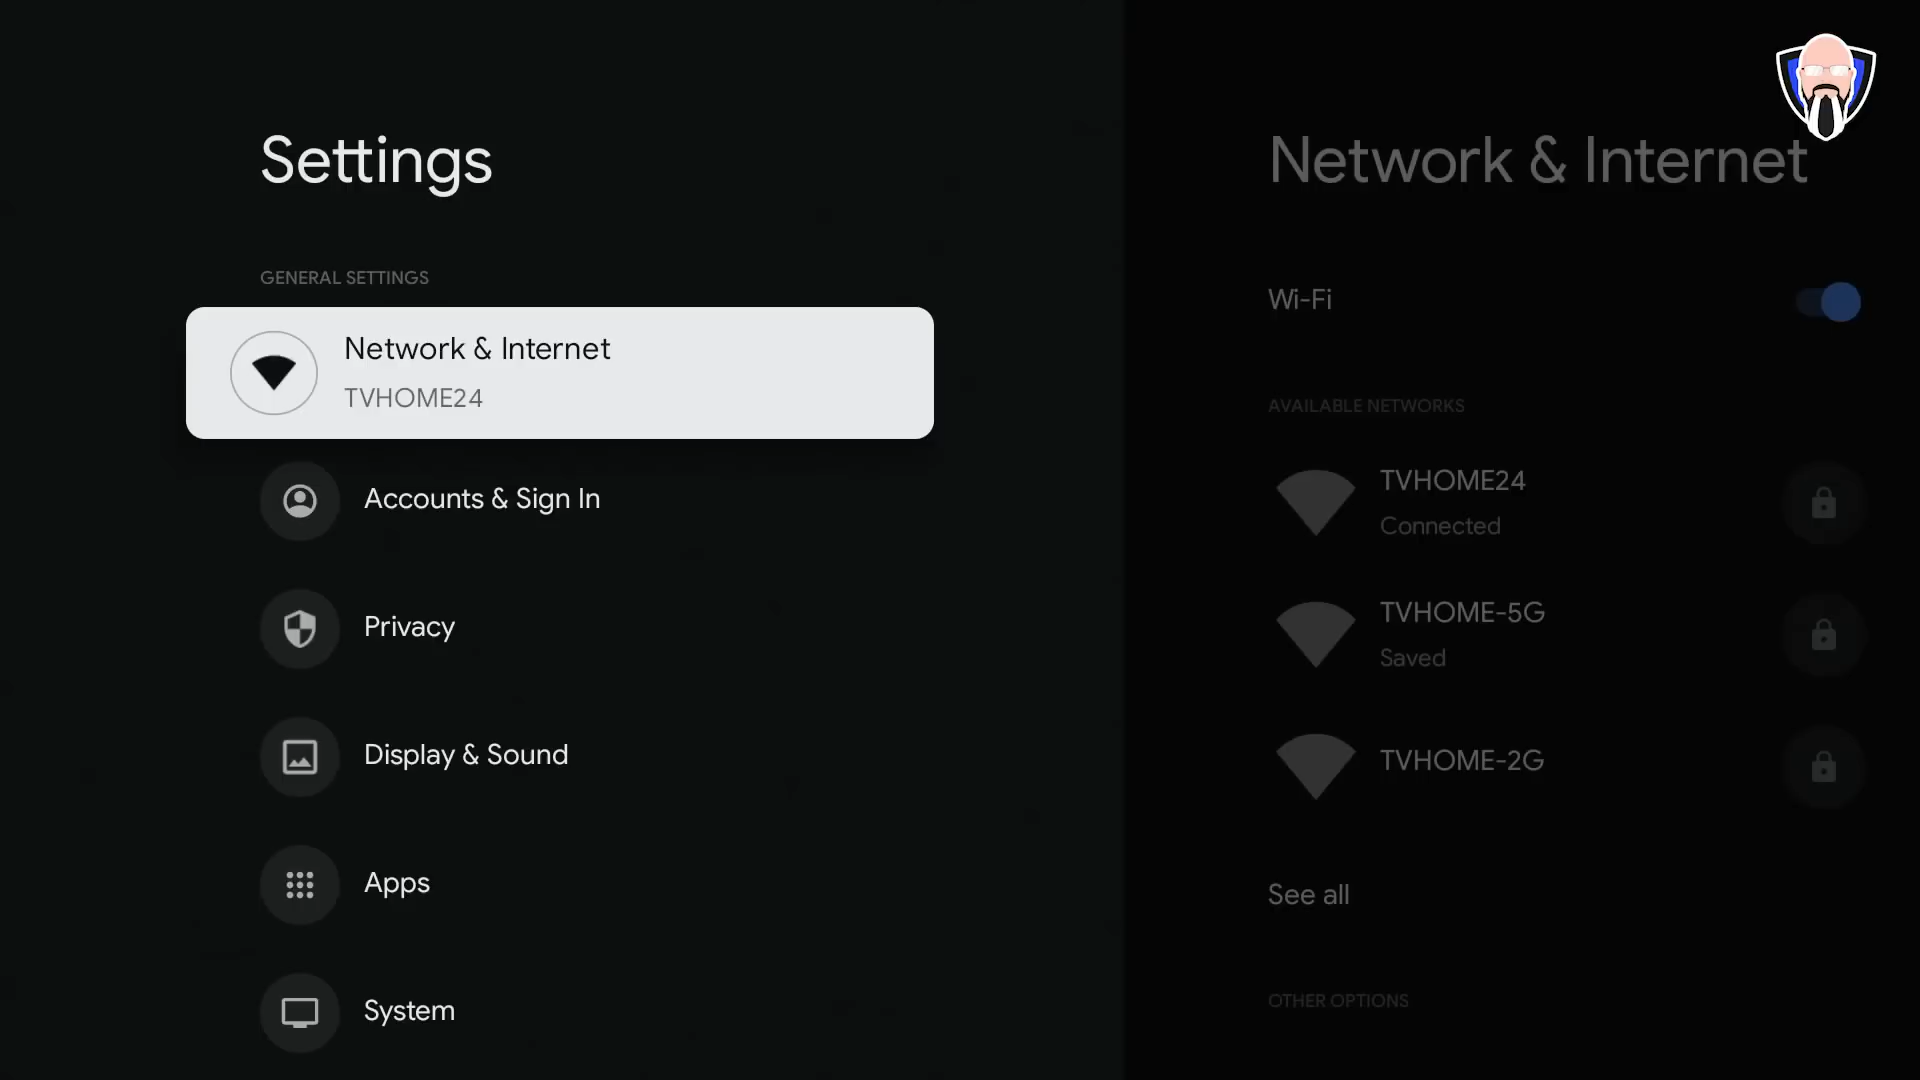 Settings
GENERAL SETTINGS
Network & Internet
TVHOME24
Accounts & Sign In
Privacy
Display & Sound
Apps
System
Network & Internet
Wi-Fi
AVAILABLE NETWORKS
TVHOME24
Connected
TVHOME-5G
Saved
TVHOME-2G
See all
OTHER OPTIONS